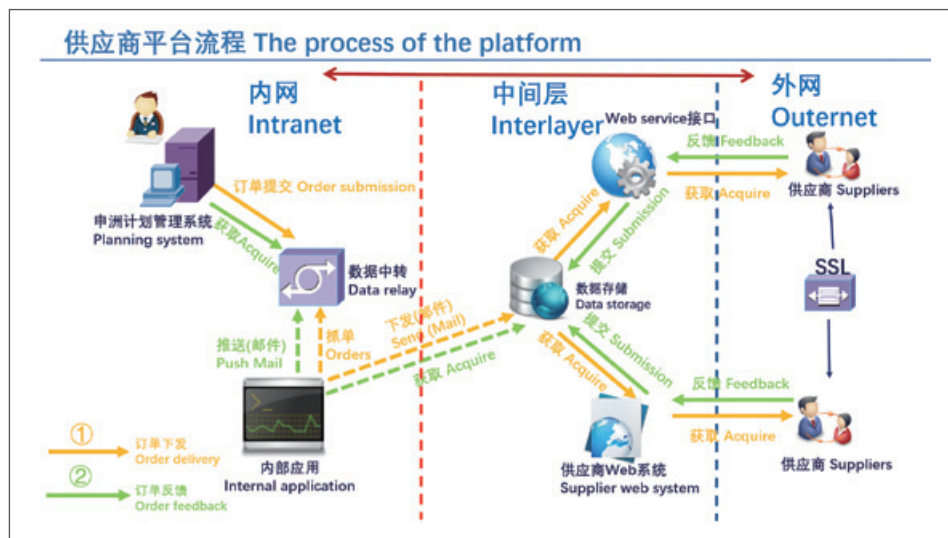 供应商平台流程 The process of the platform
内网
Intranet
中间层
Interlayer
外网
Outernet
Web service接口
反馈 Feedback
获取 Acquire
供应商 Suppliers
订单提交 Order submission
获取Acquire
申洲计划管理系统
Planning system
数据中转
Data relay
获取 Acquire
提交 Submission
数据存储
Data storage
SSL
推送(邮件)
Push Mail
抓单
Orders
下发(邮件)
Send (Mail)
获取 Acquire
提交 Submission
获取 Acquire
反馈 Feedback
获取 Acquire
供应商 Suppliers
内部应用
Internal application
供应商Web系统
Supplier web system
①
订单下发
Order delivery
②
订单反馈
Order feedback